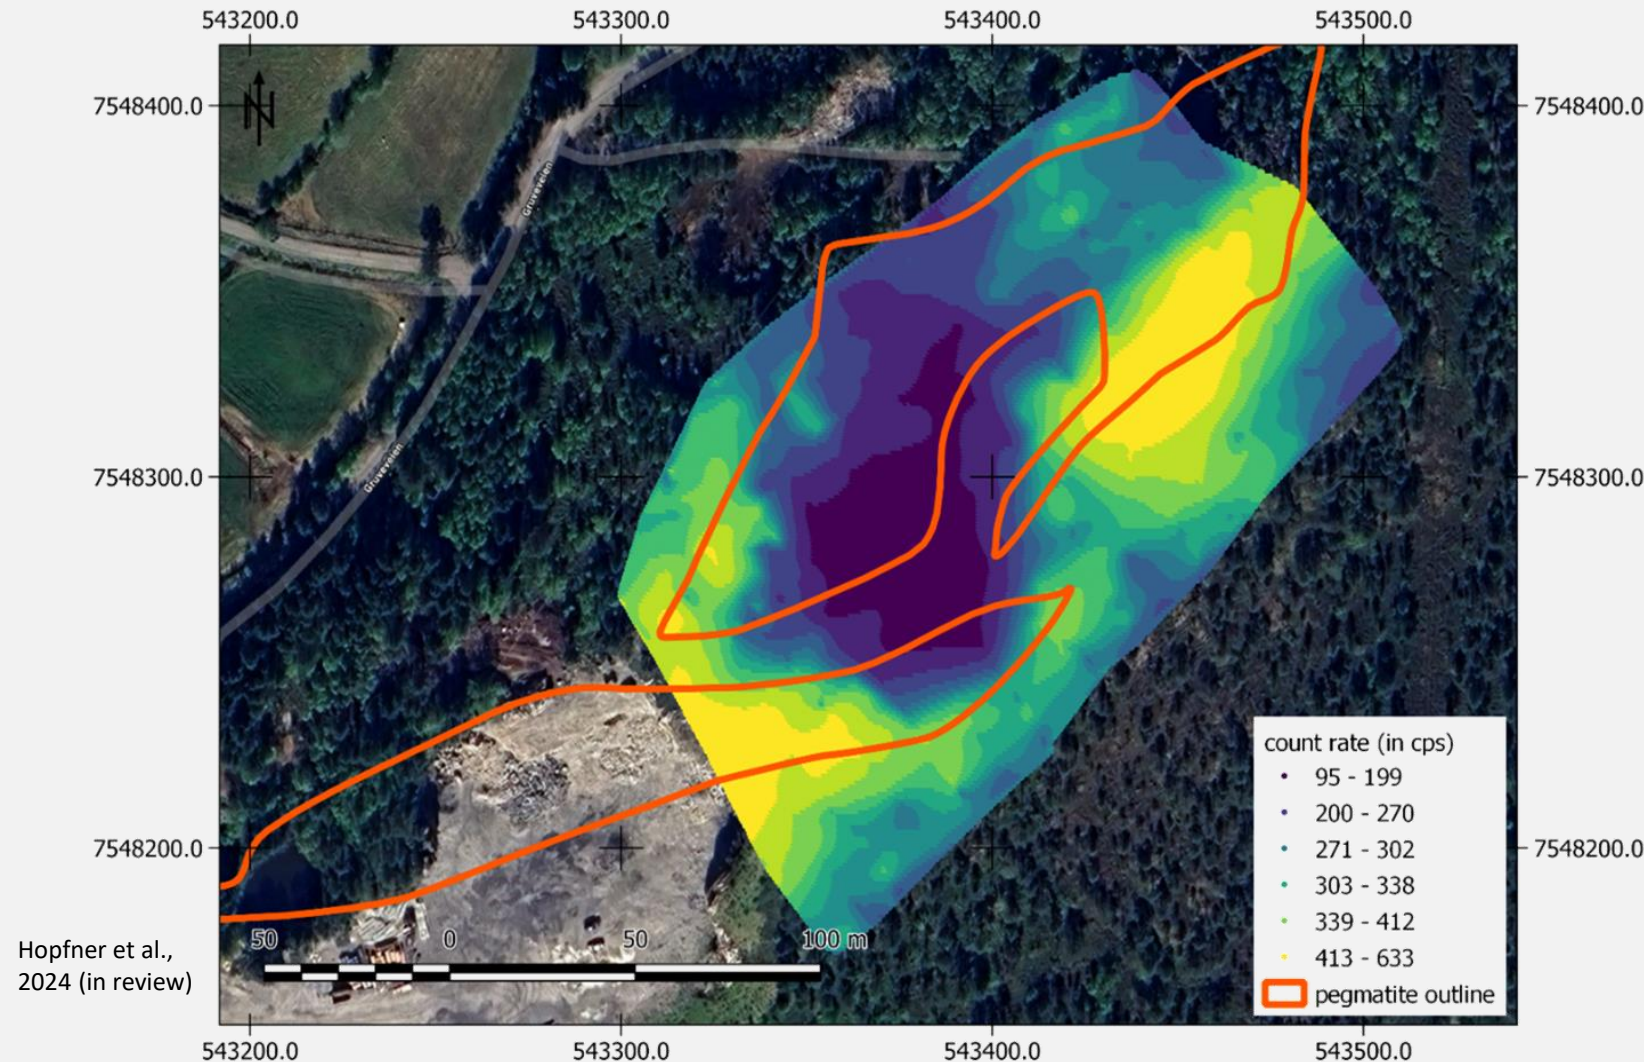 543200.0 543300.0 543400.0 543500.0
7548400.0 7548400.0
N
Gruveveien
7548300.0 7548300.0
Gruveveien
7548200.0 7548200.0
count rate (in cps)
95 - 199
200 - 270
271 - 302
303 - 338
339 - 412
413 - 633
pegmatite outline
50 0 50 100 m
Hopfner et al.,
2024 (in review)
543200.0 543300.0 543400.0 543500.0